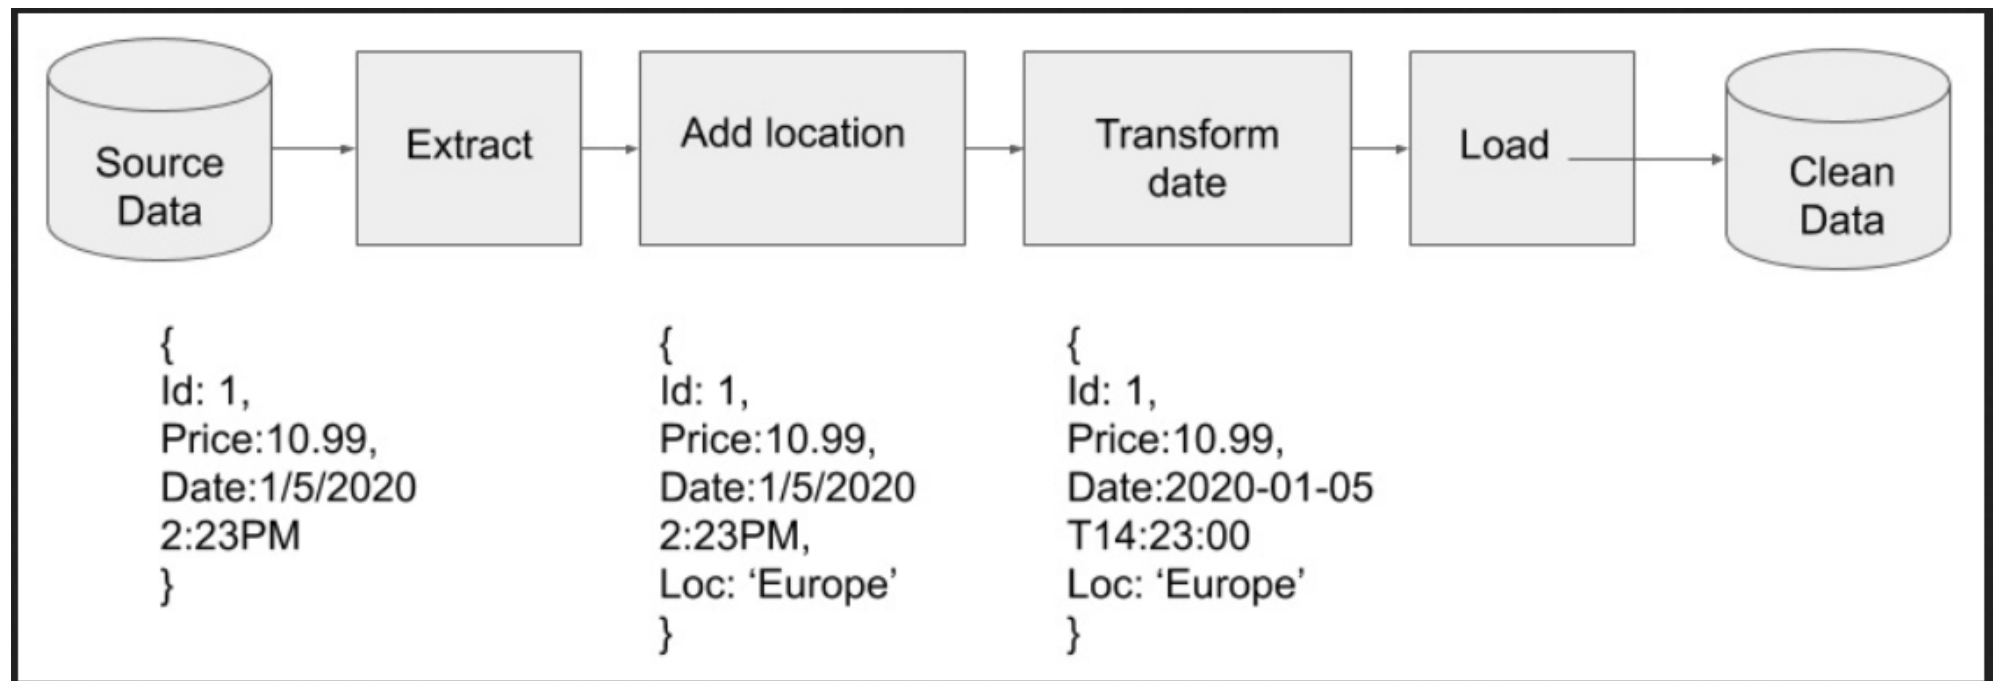 Source
Data
Extract
Add location
Transform
date
Load
Clean
Data
{
Id: 1,
Price:10.99,
Date:1/5/2020
2:23PM
}
{
Id: 1,
Price:10.99,
Date:1/5/2020
2:23PM,
Loc: ‘Europe’
}
{
Id: 1,
Price:10.99,
Date:2020-01-05
T14:23:00
Loc: ‘Europe’
}